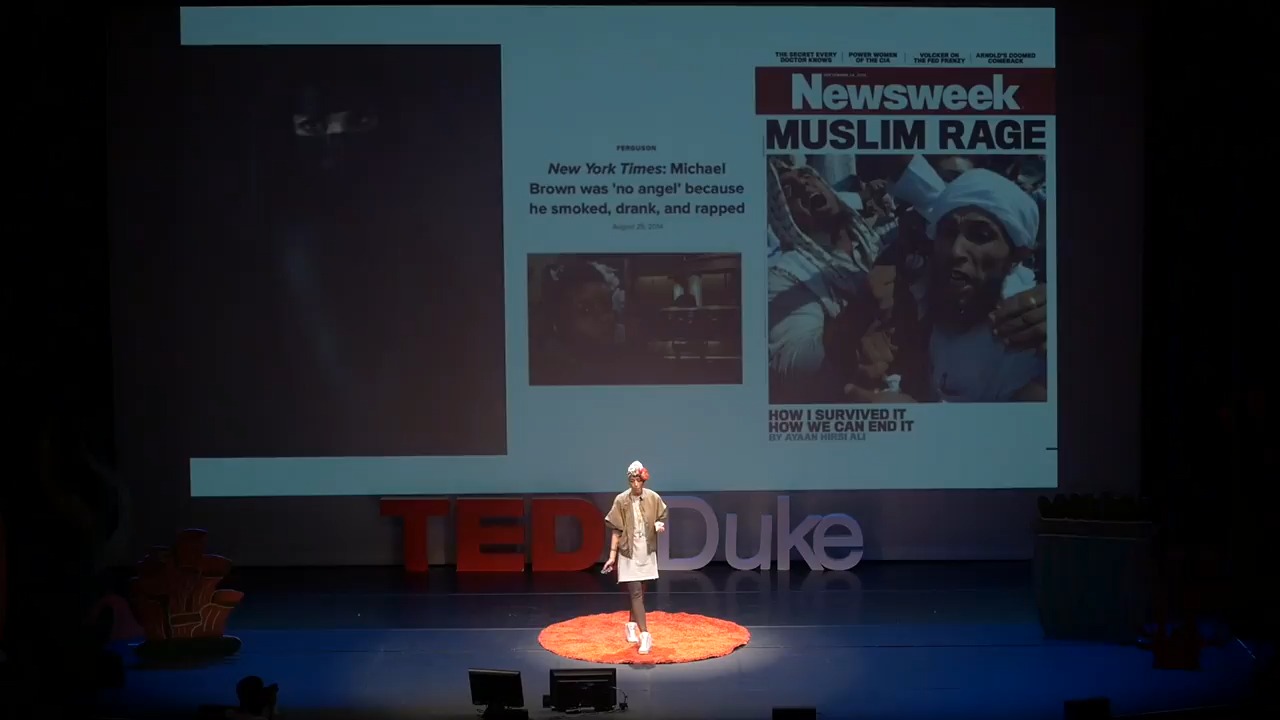 THE SECRET EVERY
DOCTOR KNOWS
POWER WOMEN
OF THE CIA
VOLCKER ON
THE FED FRENZY
ARNOLD'S DOOMED
COMEBACK
Newsweek
MUSLIM RAGE
FERGUSON
New York Times: Michael
Brown was 'no angel' because
he smoked, drank, and rapped
August 25, 2014
HOW I SURVIVED IT
HOW WE CAN END IT
BY AYAAN HIRSI ALI
TED Duke